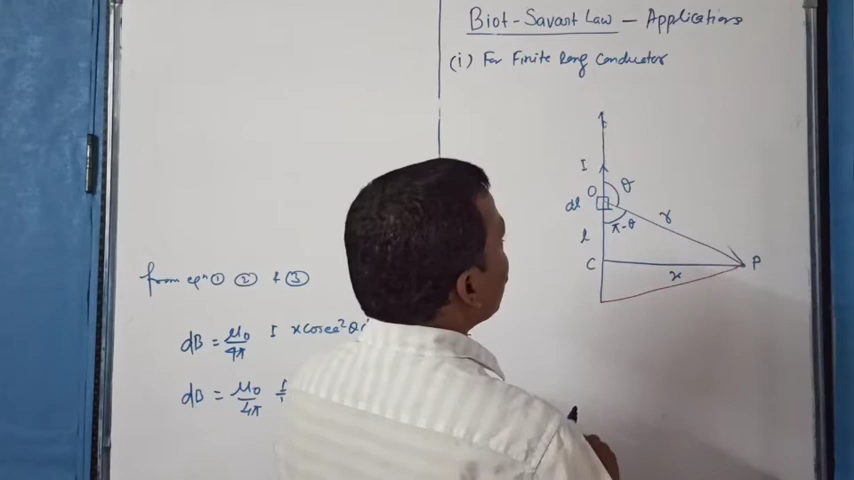 Biot-Savart Law - Applications
(i) For Finite Long Conductor
I
O θ
dl r
π-θ
l
C P
x
from eqⁿ ① ② & ③
dB = μ₀/4π I x cosec²θ
dB = μ₀/4π I